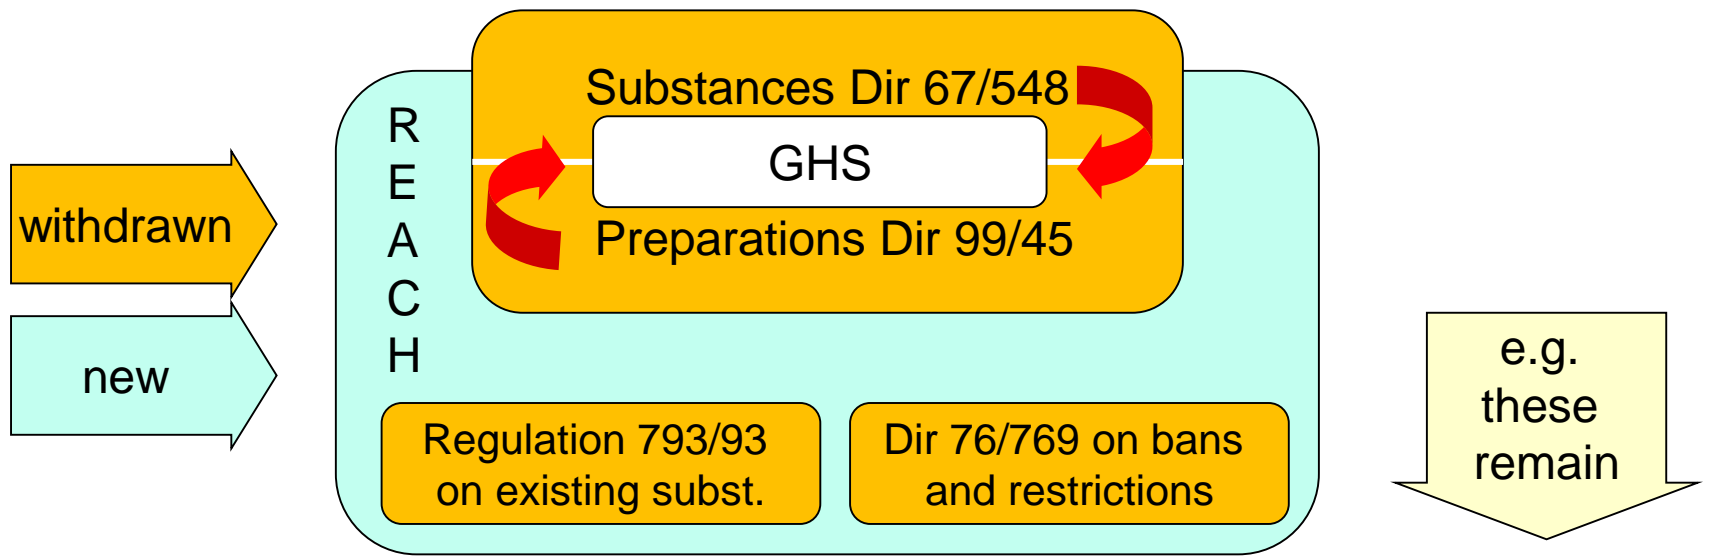 Substances Dir 67/548
GHS
Preparations Dir 99/45
R
E
A
C
H
withdrawn
new
Regulation 793/93
on existing subst.
Dir 76/769 on bans
and restrictions
e.g.
these
remain